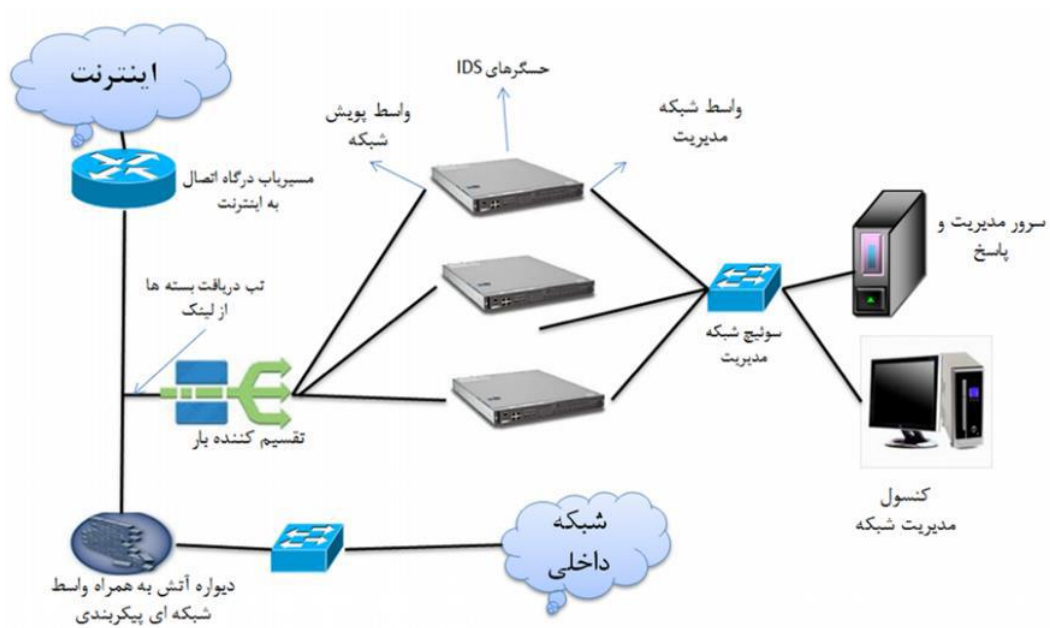 اینترنت
حسگرهای IDS
واسط پویش
شبکه
واسط شبکه
مدیریت
مسیریاب درگاه اتصال
به اینترنت
سرور مدیریت و
پاسخ
تپ دریافت بسته ها
از لینک
سوئیچ شبکه
مدیریت
تقسیم کننده بار
کنسول
مدیریت شبکه
شبکه
داخلی
دیواره آتش به همراه واسط
شبکه ای پیکربندی